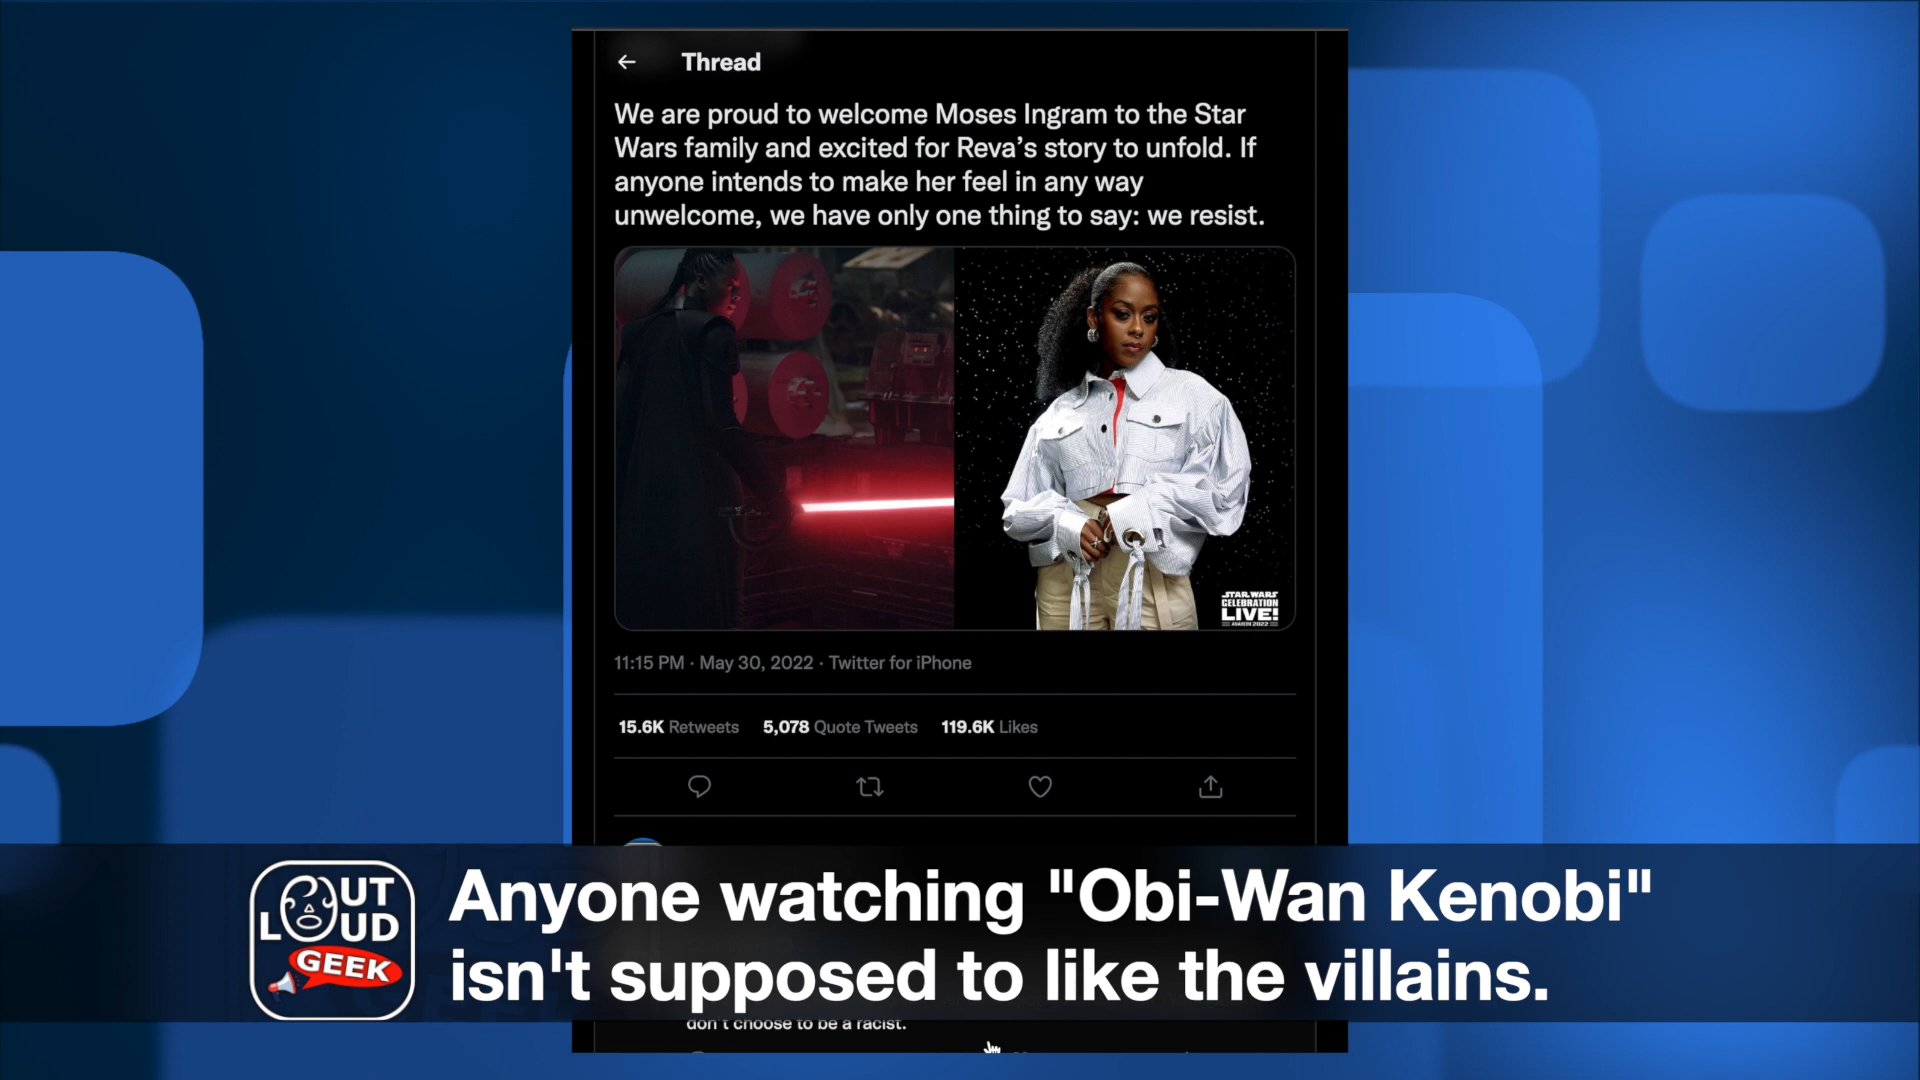 Thread
We are proud to welcome Moses Ingram to the Star
Wars family and excited for Reva’s story to unfold. If
anyone intends to make her feel in any way
unwelcome, we have only one thing to say: we resist.
STAR WARS
CELEBRATION
LIVE!
ANAHEIM 2022
11:15 PM · May 30, 2022 · Twitter for iPhone
15.6K Retweets 5,078 Quote Tweets 119.6K Likes
OUT
LOUD
GEEK
Anyone watching "Obi-Wan Kenobi"
isn't supposed to like the villains.
don't choose to be a racist.